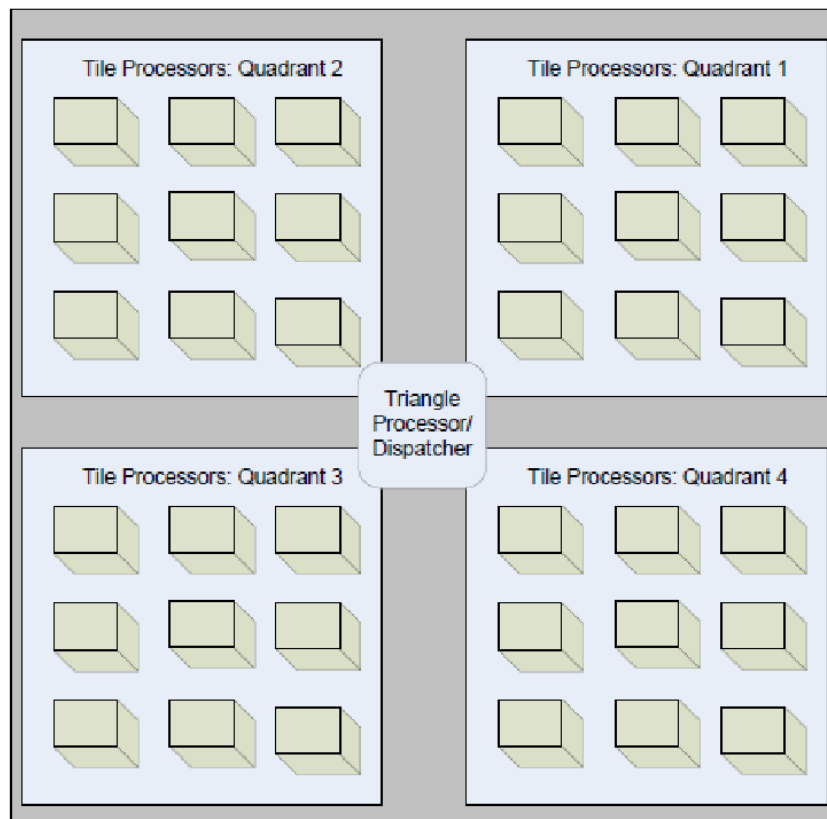 Tile Processors: Quadrant 2
Tile Processors: Quadrant 1
Triangle
Processor/
Dispatcher
Tile Processors: Quadrant 3
Tile Processors: Quadrant 4